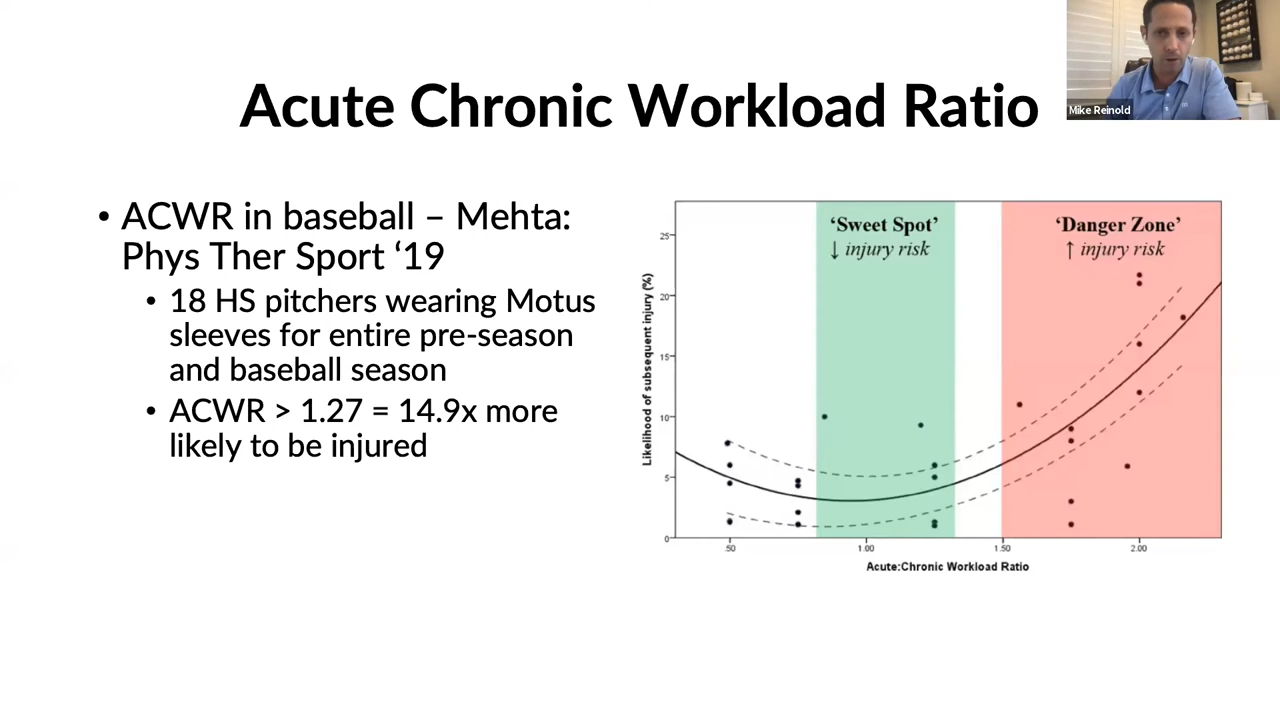 Acute Chronic Workload Ratio
Mike Reinold
• ACWR in baseball – Mehta:
Phys Ther Sport ‘19
• 18 HS pitchers wearing Motus
sleeves for entire pre-season
and baseball season
• ACWR > 1.27 = 14.9x more
likely to be injured
‘Sweet Spot’
↓ injury risk
‘Danger Zone’
↑ injury risk
Likelihood of subsequent injury (%)
25
20
15
10
5
0
.50
1.00
1.50
2.00
Acute:Chronic Workload Ratio